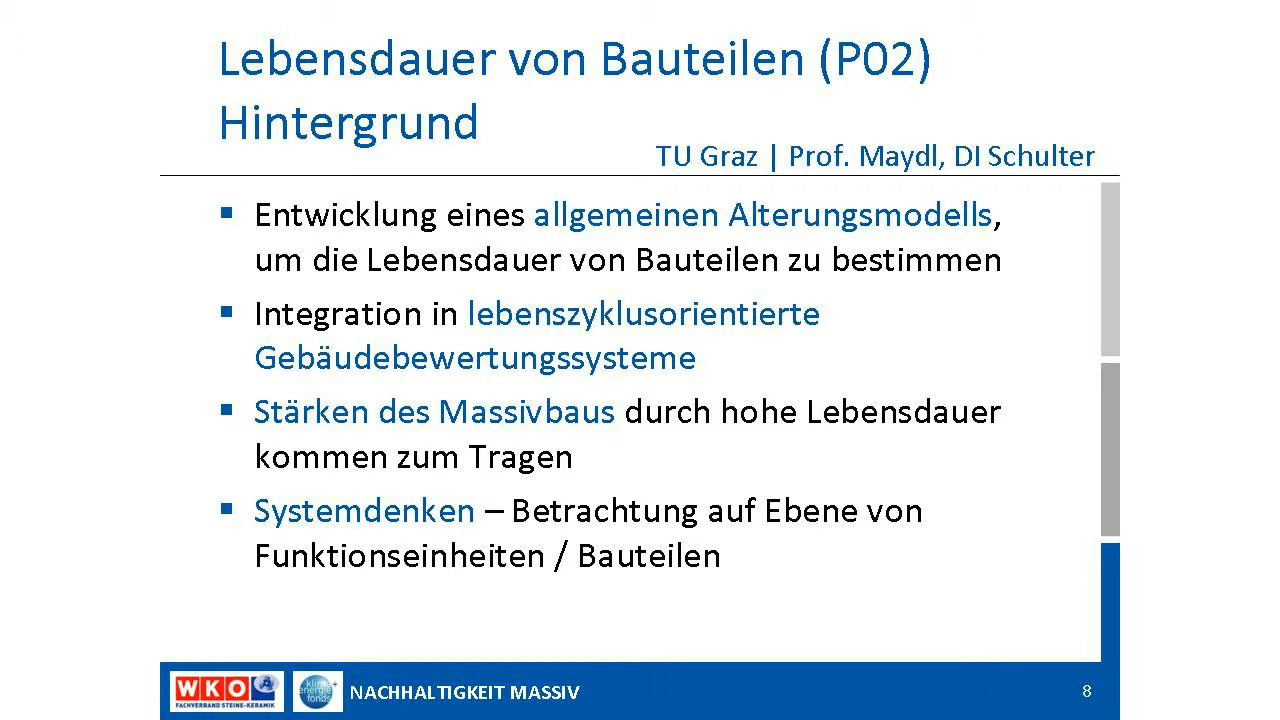 Lebensdauer von Bauteilen (P02)
Hintergrund
TU Graz | Prof. Maydl, DI Schulter
▪ Entwicklung eines allgemeinen Alterungsmodells,
um die Lebensdauer von Bauteilen zu bestimmen
▪ Integration in lebenszyklusorientierte
Gebäudebewertungssysteme
▪ Stärken des Massivbaus durch hohe Lebensdauer
kommen zum Tragen
▪ Systemdenken – Betrachtung auf Ebene von
Funktionseinheiten / Bauteilen
WKO
FACHVERBAND STEINE-KERAMIK
klima+
energie
fonds
NACHHALTIGKEIT MASSIV
8